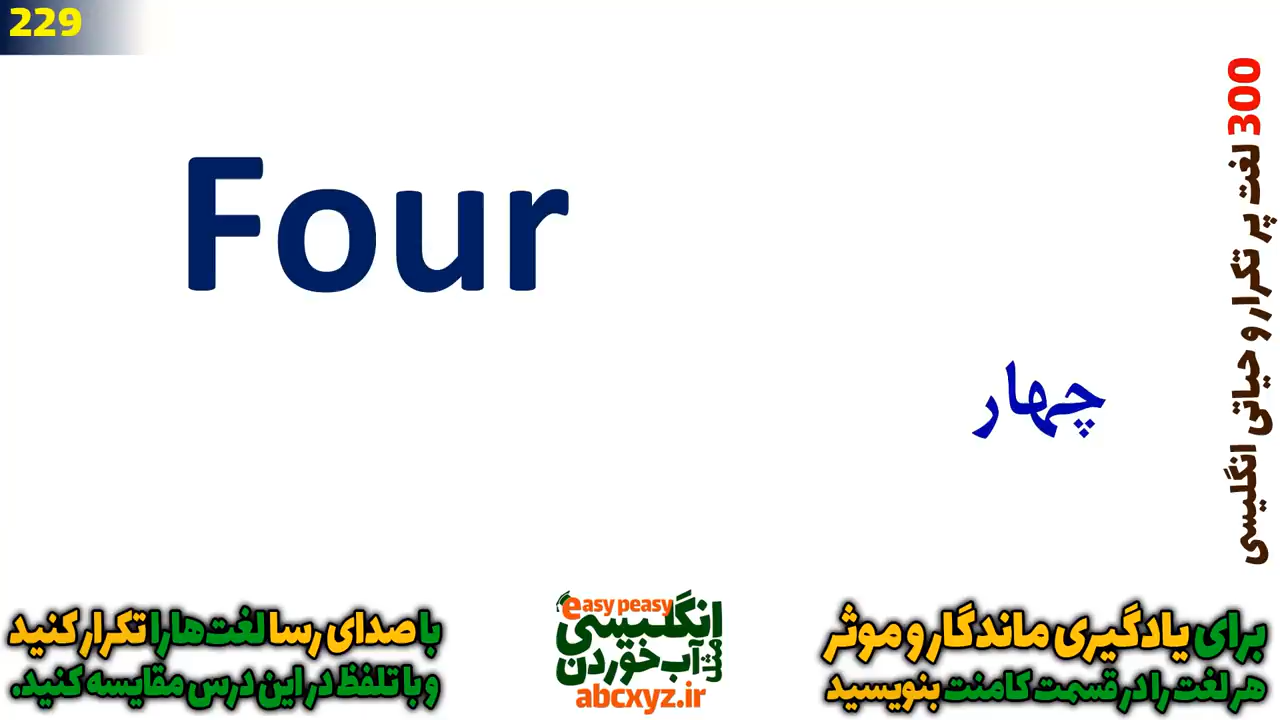 229
Four
چهار
300 لغت پر تکرار و حیاتی انگلیسی
برای یادگیری ماندگار و موثر
هر لغت را در قسمت کامنت بنویسید
easy peasy
انگلیسی
مثل آب خوردن
abcxyz.ir
با صدای رسا لغت‌ها را تکرار کنید
و با تلفظ در این درس مقایسه کنید.